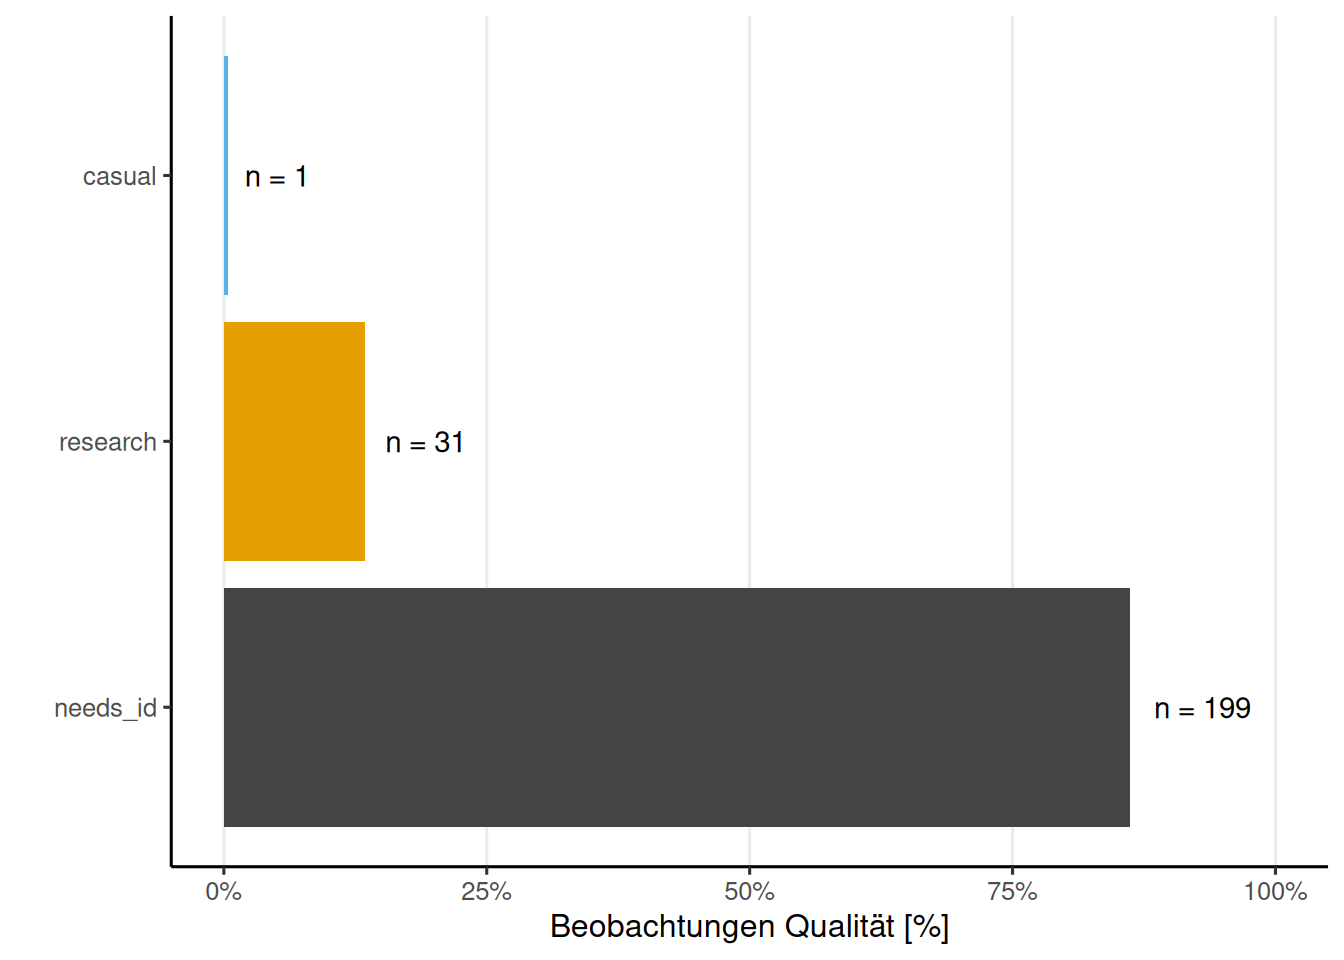 casual
n = 1
research
n = 31
needs_id
n = 199
0%
25%
50%
75%
100%
Beobachtungen Qualität [%]